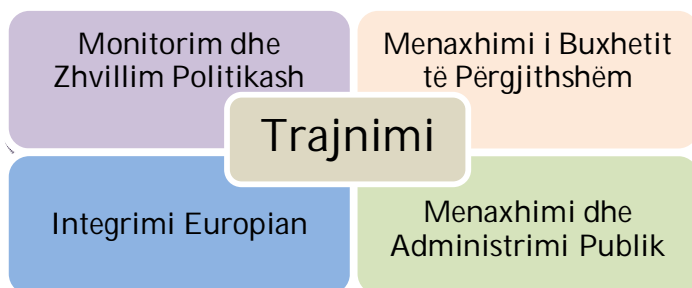 Monitorim dhe
Zhvillim Politikash
Menaxhimi i Buxhetit
të Përgjithshëm
Trajnimi
Integrimi Europian
Menaxhimi dhe
Administrimi Publik